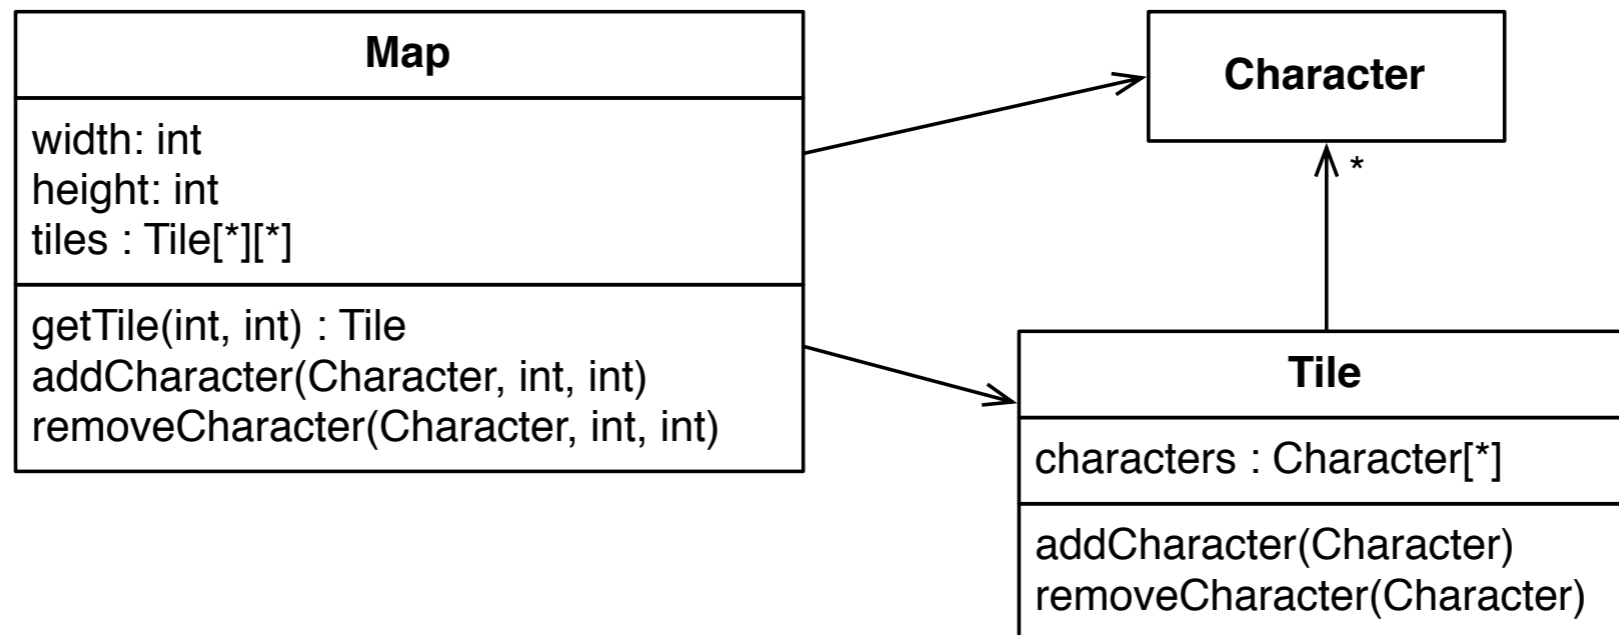 Map
width: int
height: int
tiles : Tile[*][*]
getTile(int, int) : Tile
addCharacter(Character, int, int)
removeCharacter(Character, int, int)
Character
*
Tile
characters : Character[*]
addCharacter(Character)
removeCharacter(Character)